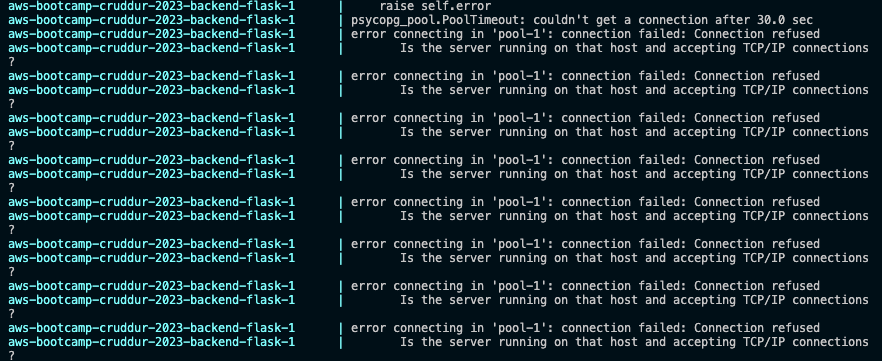 aws-bootcamp-cruddur-2023-backend-flask-1 | raise self.error
aws-bootcamp-cruddur-2023-backend-flask-1 | psycopg_pool.PoolTimeout: couldn't get a connection after 30.0 sec
aws-bootcamp-cruddur-2023-backend-flask-1 | error connecting in 'pool-1': connection failed: Connection refused
aws-bootcamp-cruddur-2023-backend-flask-1 | Is the server running on that host and accepting TCP/IP connections
?
aws-bootcamp-cruddur-2023-backend-flask-1 | error connecting in 'pool-1': connection failed: Connection refused
aws-bootcamp-cruddur-2023-backend-flask-1 | Is the server running on that host and accepting TCP/IP connections
?
aws-bootcamp-cruddur-2023-backend-flask-1 | error connecting in 'pool-1': connection failed: Connection refused
aws-bootcamp-cruddur-2023-backend-flask-1 | Is the server running on that host and accepting TCP/IP connections
?
aws-bootcamp-cruddur-2023-backend-flask-1 | error connecting in 'pool-1': connection failed: Connection refused
aws-bootcamp-cruddur-2023-backend-flask-1 | Is the server running on that host and accepting TCP/IP connections
?
aws-bootcamp-cruddur-2023-backend-flask-1 | error connecting in 'pool-1': connection failed: Connection refused
aws-bootcamp-cruddur-2023-backend-flask-1 | Is the server running on that host and accepting TCP/IP connections
?
aws-bootcamp-cruddur-2023-backend-flask-1 | error connecting in 'pool-1': connection failed: Connection refused
aws-bootcamp-cruddur-2023-backend-flask-1 | Is the server running on that host and accepting TCP/IP connections
?
aws-bootcamp-cruddur-2023-backend-flask-1 | error connecting in 'pool-1': connection failed: Connection refused
aws-bootcamp-cruddur-2023-backend-flask-1 | Is the server running on that host and accepting TCP/IP connections
?
aws-bootcamp-cruddur-2023-backend-flask-1 | error connecting in 'pool-1': connection failed: Connection refused
aws-bootcamp-cruddur-2023-backend-flask-1 | Is the server running on that host and accepting TCP/IP connections
?